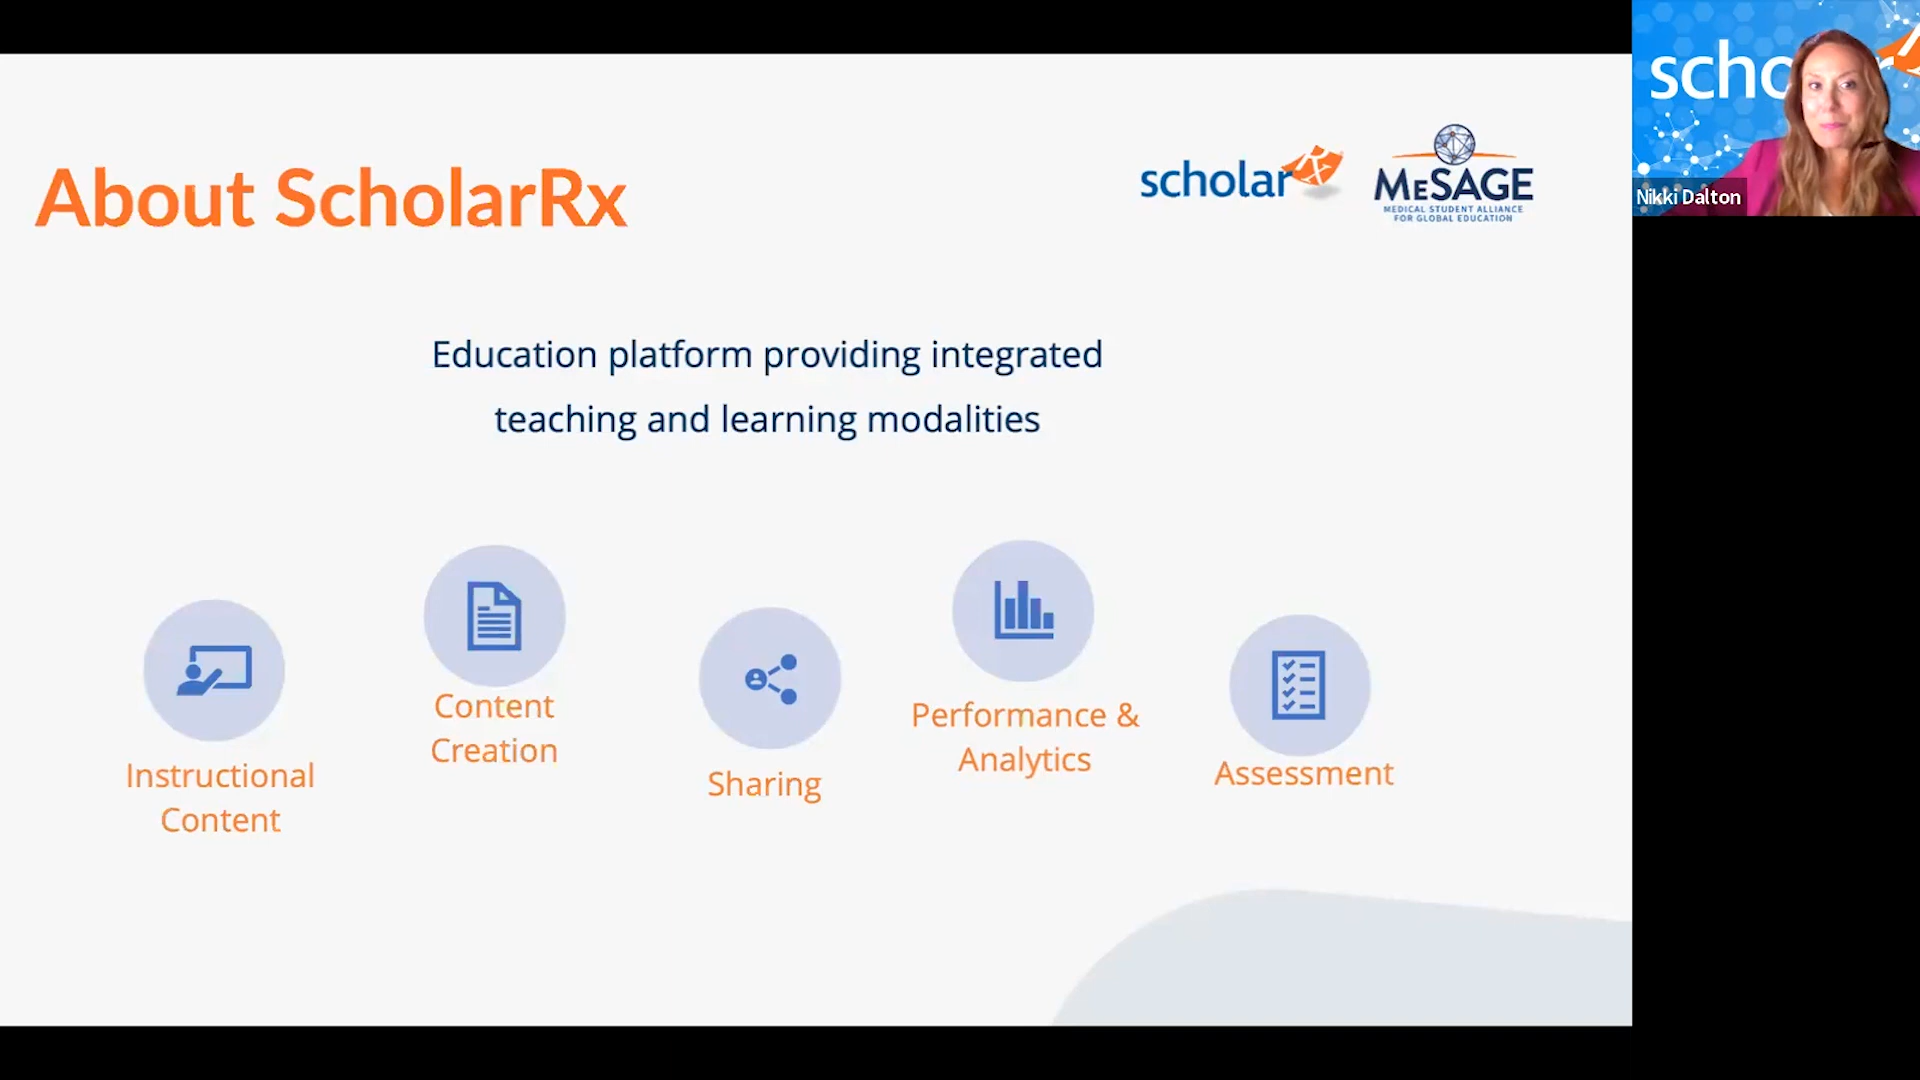 About ScholarRx
scholar Rx
MESAGE
MEDICAL STUDENT ALLIANCE
FOR GLOBAL EDUCATION
Education platform providing integrated
teaching and learning modalities
Instructional
Content
Content
Creation
Sharing
Performance &
Analytics
Assessment
scho r
Nikki Dalton